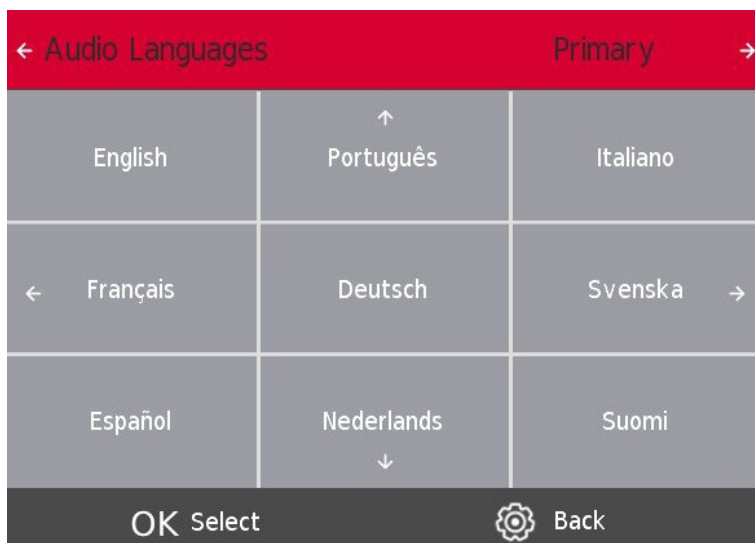 Audio Languages Primary
English Português Italiano
Français Deutsch Svenska
Español Nederlands Suomi
OK Select Back